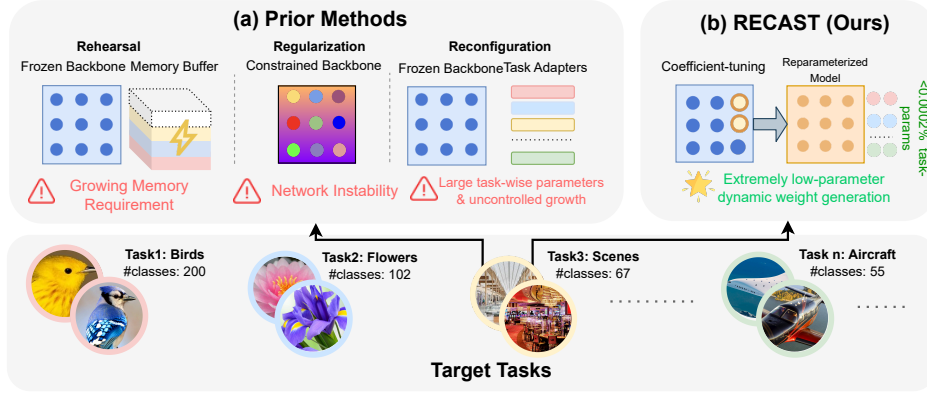 (a) Prior Methods
Rehearsal
Frozen Backbone Memory Buffer
Growing Memory
Requirement
Regularization
Constrained Backbone
Network Instability
Reconfiguration
Frozen Backbone Task Adapters
Large task-wise parameters
& uncontrolled growth
(b) RECAST (Ours)
Coefficient-tuning
Reparameterized
Model
<0.0002% task-
params
Extremely low-parameter
dynamic weight generation
Task1: Birds
#classes: 200
Task2: Flowers
#classes: 102
Task3: Scenes
#classes: 67
Task n: Aircraft
#classes: 55
Target Tasks